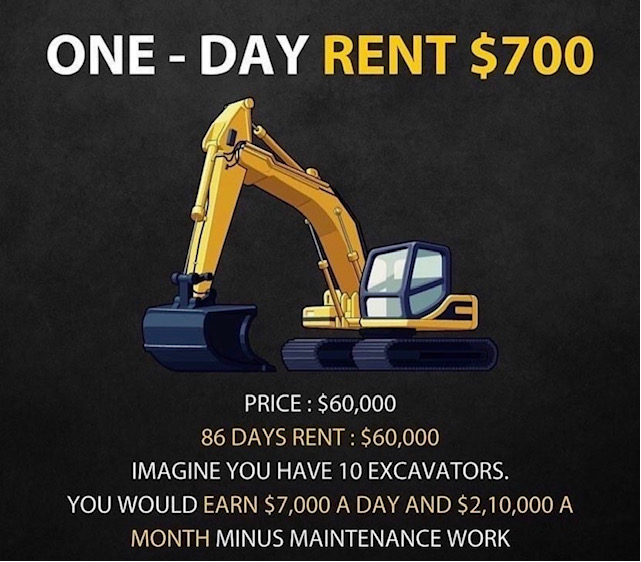 ONE - DAY RENT $700
PRICE : $60,000
86 DAYS RENT : $60,000
IMAGINE YOU HAVE 10 EXCAVATORS.
YOU WOULD EARN $7,000 A DAY AND $2,10,000 A
MONTH MINUS MAINTENANCE WORK